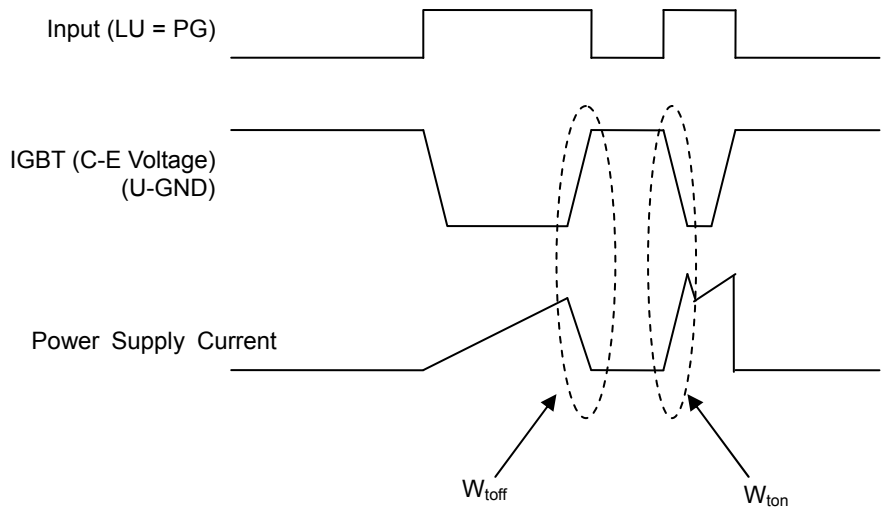 Input (LU = PG)
IGBT (C-E Voltage)
(U-GND)
Power Supply Current
Wtoff
Wton